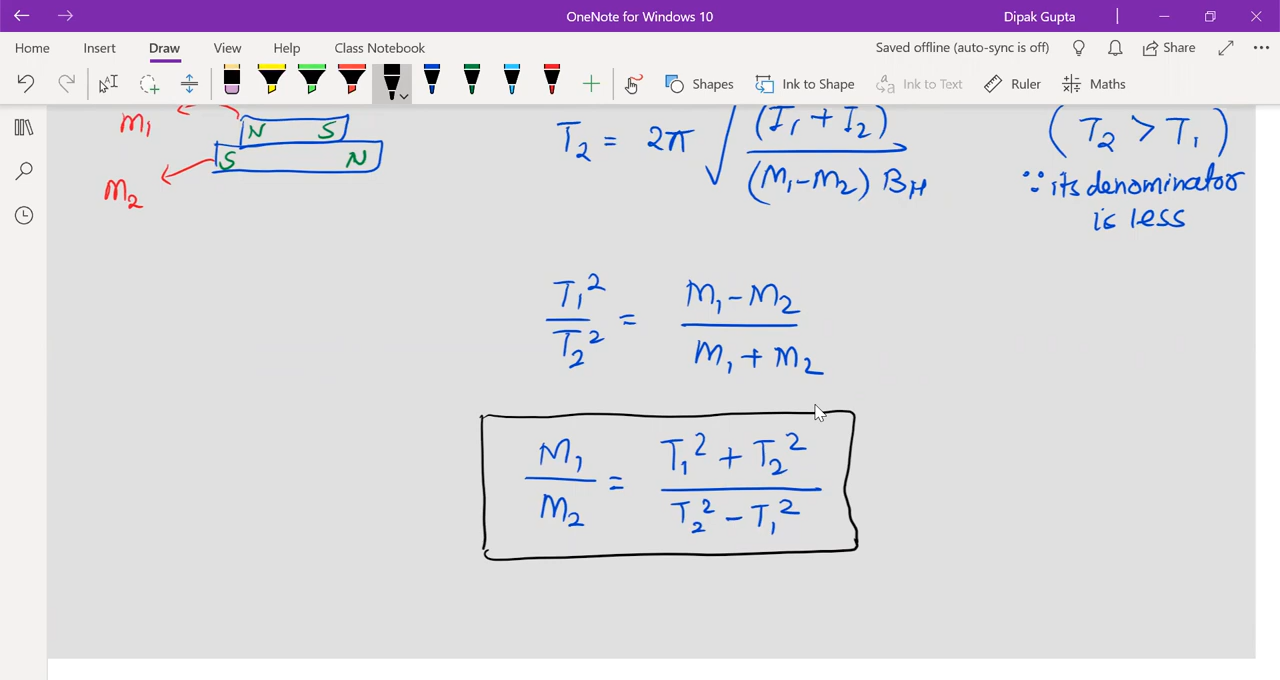 OneNote for Windows 10
Dipak Gupta
Home Insert Draw View Help Class Notebook
Saved offline (auto-sync is off)
Share
Shapes
Ink to Shape
Ink to Text
Ruler
Maths
M₁
N S
S N
M₂
T₂ = 2π √((I₁ + I₂) / (M₁ - M₂) B_H)
(T₂ > T₁)
∵ its denominator
is less
T₁² / T₂² = M₁ - M₂ / M₁ + M₂
M₁ / M₂ = T₁² + T₂² / T₂² - T₁²